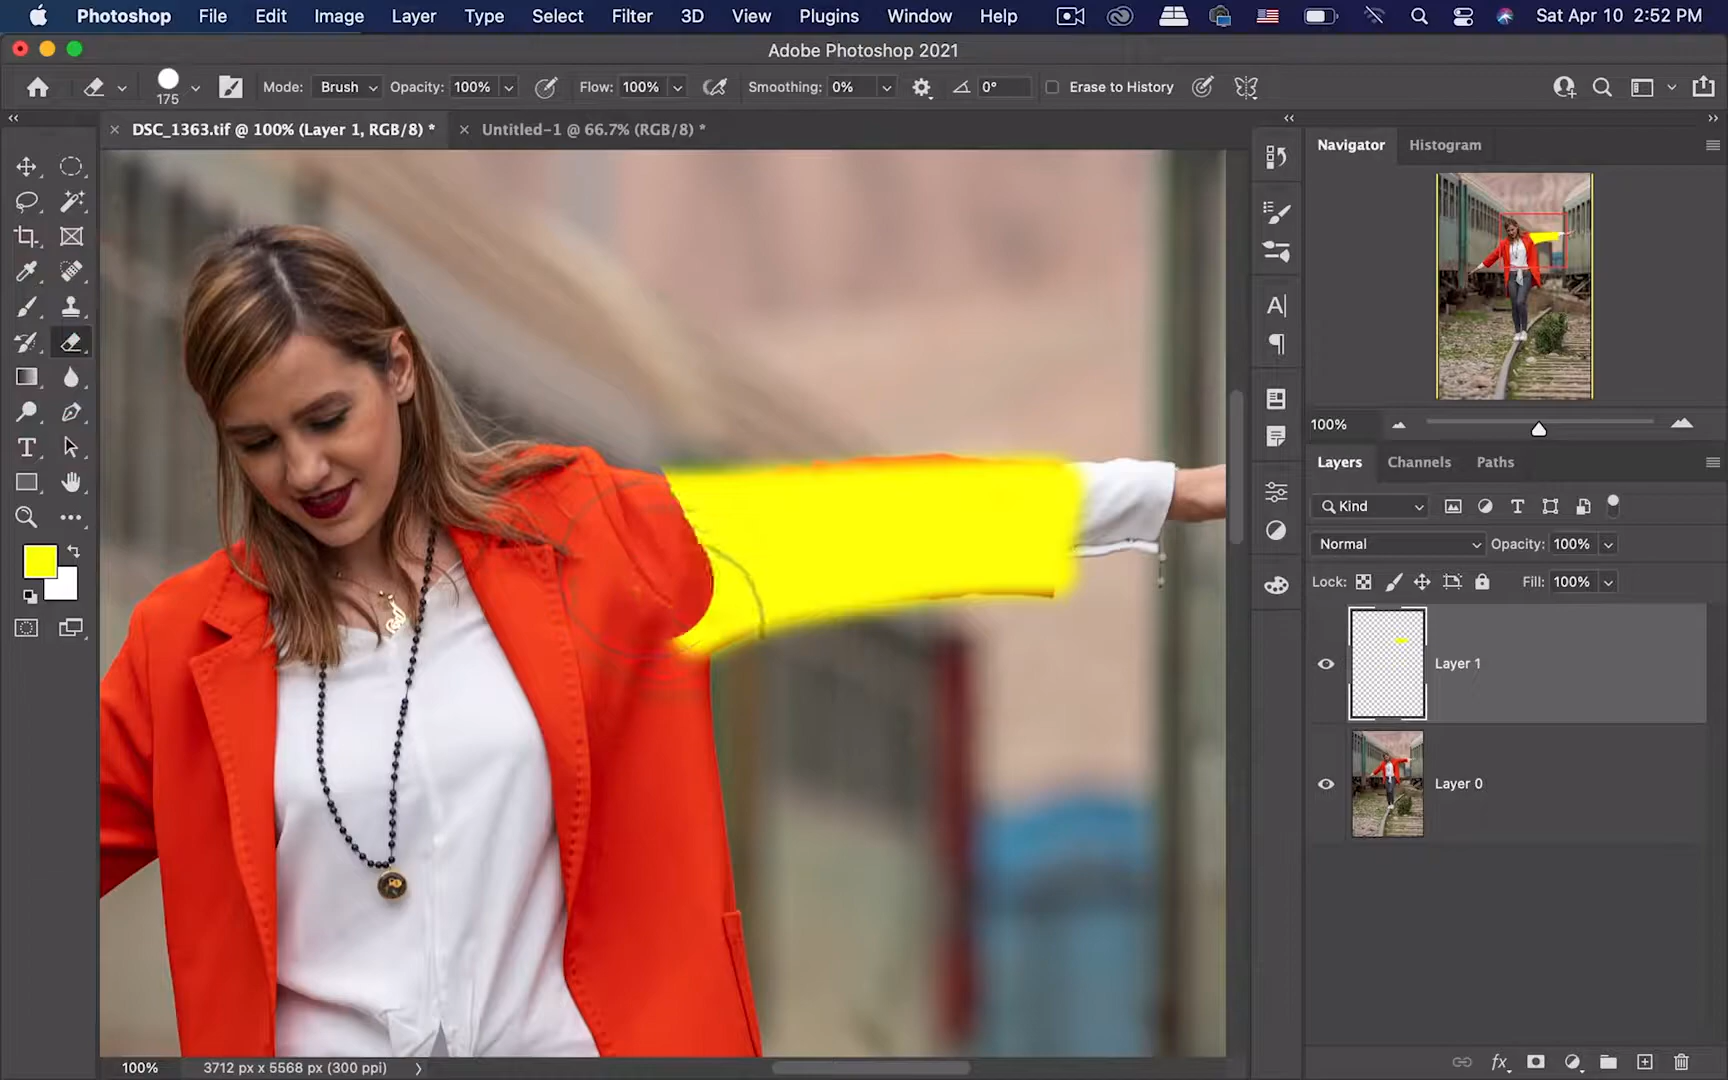 Photoshop File Edit Image Layer Type Select Filter 3D View Plugins Window Help Sat Apr 10 2:52 PM
Adobe Photoshop 2021
175 Mode: Brush Opacity: 100% Flow: 100% Smoothing: 0% 0° Erase to History
DSC_1363.tif @ 100% (Layer 1, RGB/8) * Untitled-1 @ 66.7% (RGB/8) *
Navigator Histogram
100%
Layers Channels Paths
Kind
Normal Opacity: 100%
Lock: Fill: 100%
Layer 1
Layer 0
100% 3712 px x 5568 px (300 ppi)
fx